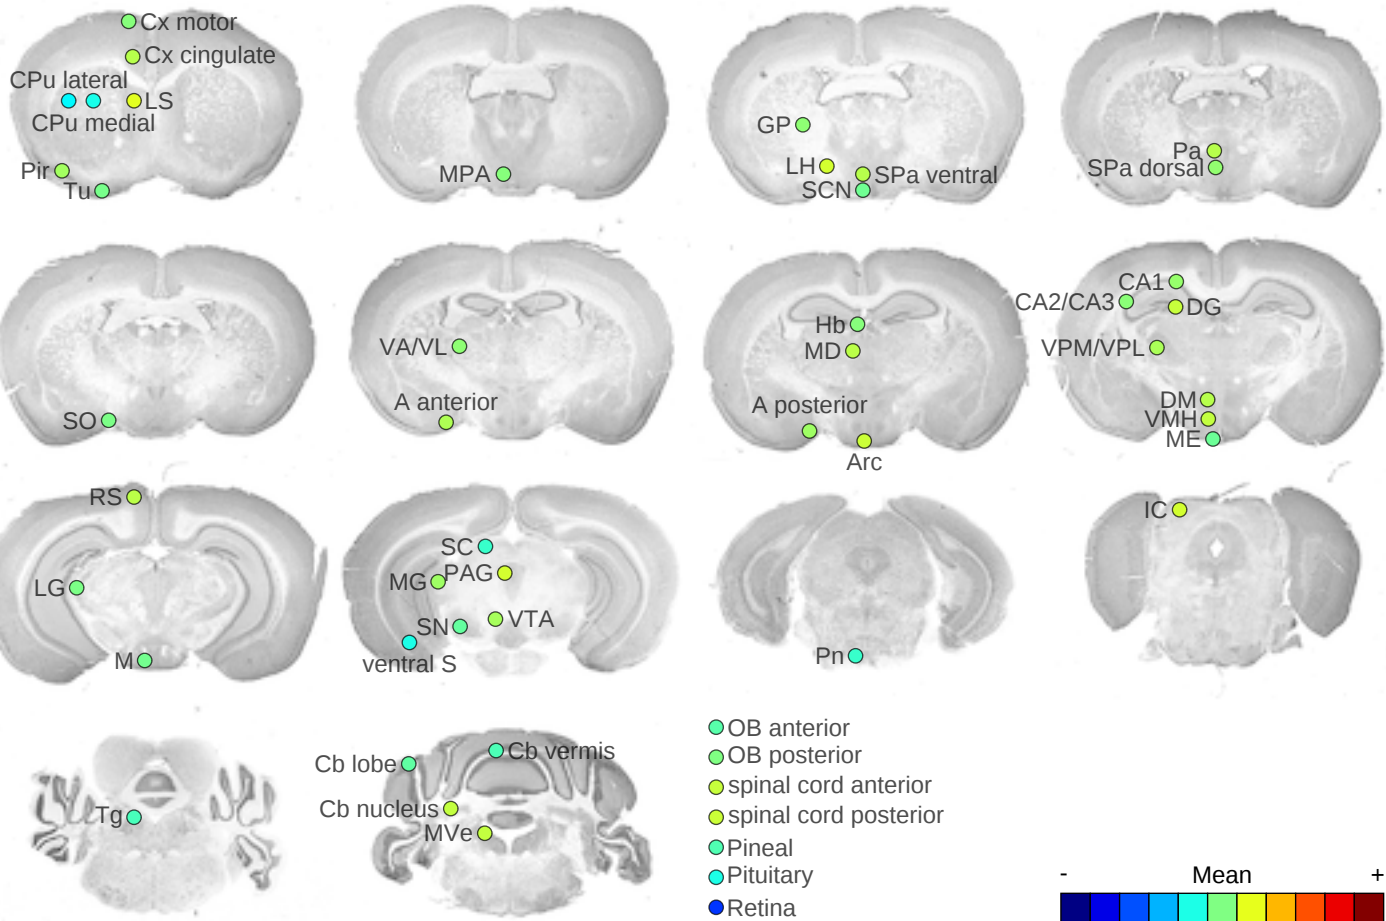 Cx motor
Cx cingulate
CPu lateral
LS
CPu medial
Pir
Tu
MPA
GP
LH
SPa ventral
SCN
Pa
SPa dorsal
SO
VA/VL
A anterior
Hb
MD
A posterior
Arc
CA1
CA2/CA3
DG
VPM/VPL
DM
VMH
ME
RS
LG
M
SC
MG
PAG
SN
VTA
ventral S
Pn
IC
Tg
Cb lobe
Cb vermis
Cb nucleus
MVe
OB anterior
OB posterior
spinal cord anterior
spinal cord posterior
Pineal
Pituitary
Retina
- Mean +